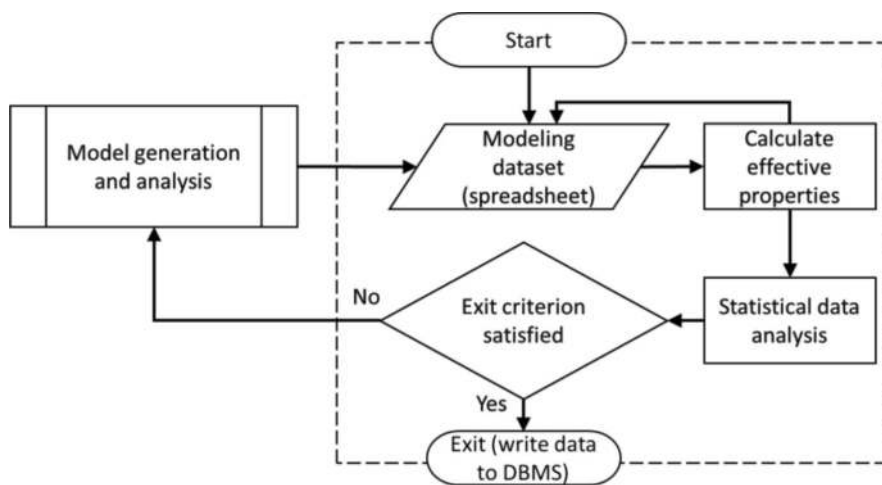 Start
Model generation
and analysis
Modeling
dataset
(spreadsheet)
Calculate
effective
properties
No
Exit criterion
satisfied
Statistical data
analysis
Yes
Exit (write data
to DBMS)